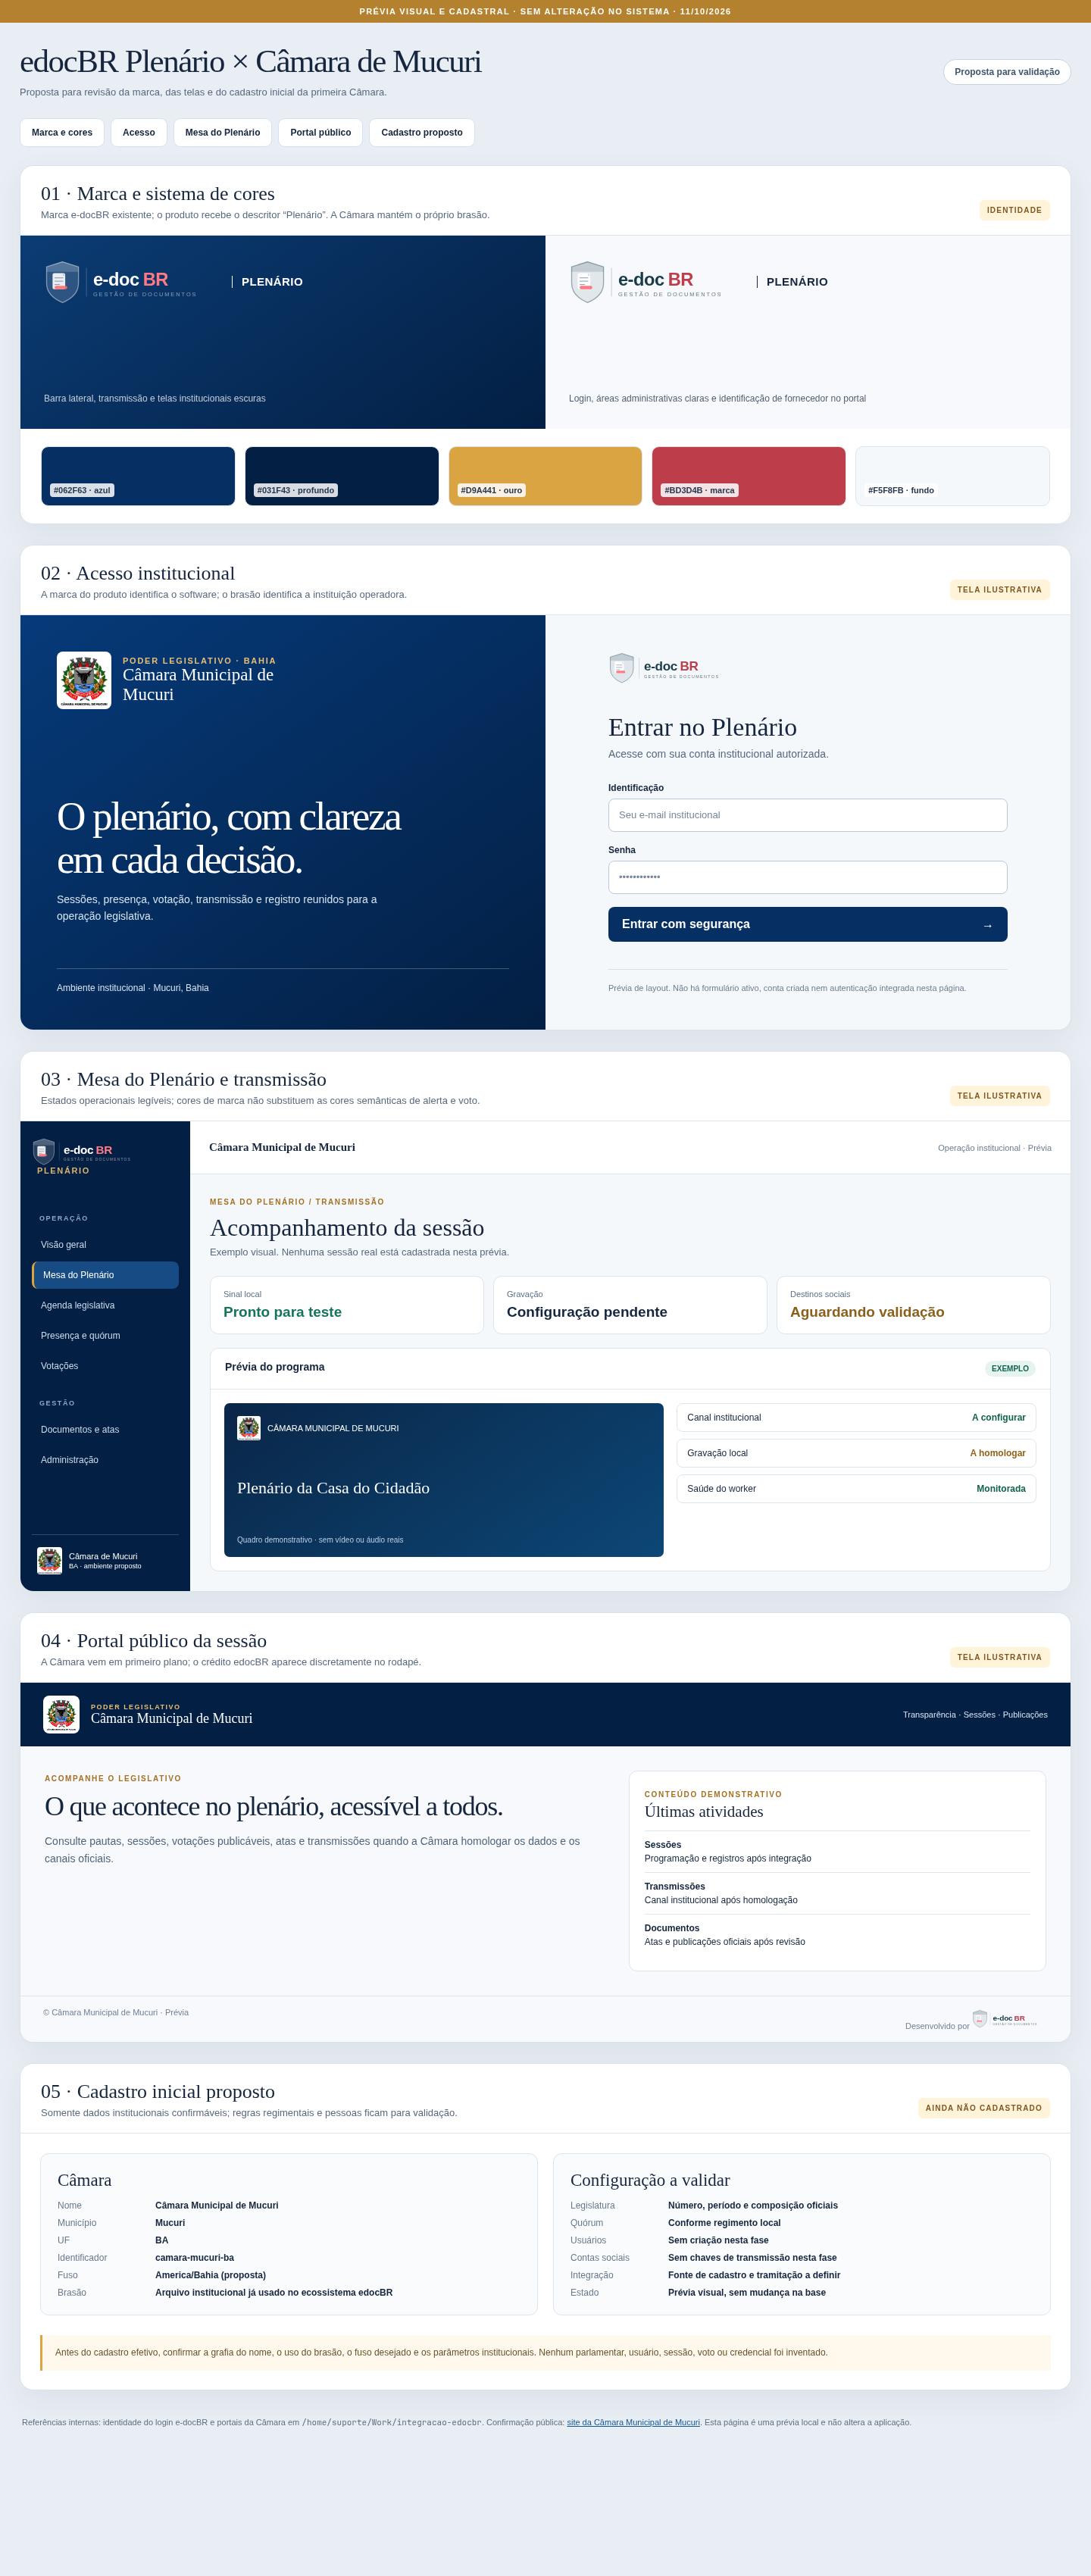 PRÉVIA VISUAL E CADASTRAL · SEM ALTERAÇÃO NO SISTEMA · 11/10/2026
edocBR Plenário × Câmara de Mucuri
Proposta para revisão da marca, das telas e do cadastro inicial da primeira Câmara.
Proposta para validação
Marca e cores
Acesso
Mesa do Plenário
Portal público
Cadastro proposto
01 · Marca e sistema de cores
Marca e-docBR existente; o produto recebe o descritor “Plenário”. A Câmara mantém o próprio brasão.
IDENTIDADE
e-doc BR
GESTÃO DE DOCUMENTOS
PLENÁRIO
Barra lateral, transmissão e telas institucionais escuras
e-doc BR
GESTÃO DE DOCUMENTOS
PLENÁRIO
Login, áreas administrativas claras e identificação de fornecedor no portal
#062F63 · azul
#031F43 · profundo
#D9A441 · ouro
#BD3D4B · marca
#F5F8FB · fundo
02 · Acesso institucional
A marca do produto identifica o software; o brasão identifica a instituição operadora.
TELA ILUSTRATIVA
CÂMARA MUNICIPAL DE MUCURI
PODER LEGISLATIVO · BAHIA
Câmara Municipal de
Mucuri
O plenário, com clareza
em cada decisão.
Sessões, presença, votação, transmissão e registro reunidos para a
operação legislativa.
Ambiente institucional · Mucuri, Bahia
e-doc BR
GESTÃO DE DOCUMENTOS
Entrar no Plenário
Acesse com sua conta institucional autorizada.
Identificação
Seu e-mail institucional
Senha
••••••••••••
Entrar com segurança →
Prévia de layout. Não há formulário ativo, conta criada nem autenticação integrada nesta página.
03 · Mesa do Plenário e transmissão
Estados operacionais legíveis; cores de marca não substituem as cores semânticas de alerta e voto.
TELA ILUSTRATIVA
e-doc BR
GESTÃO DE DOCUMENTOS
PLENÁRIO
OPERAÇÃO
Visão geral
Mesa do Plenário
Agenda legislativa
Presença e quórum
Votações
GESTÃO
Documentos e atas
Administração
Câmara de Mucuri
BA · ambiente proposto
Câmara Municipal de Mucuri
Operação institucional · Prévia
MESA DO PLENÁRIO / TRANSMISSÃO
Acompanhamento da sessão
Exemplo visual. Nenhuma sessão real está cadastrada nesta prévia.
Sinal local
Pronto para teste
Gravação
Configuração pendente
Destinos sociais
Aguardando validação
Prévia do programa
EXEMPLO
CÂMARA MUNICIPAL DE MUCURI
Plenário da Casa do Cidadão
Quadro demonstrativo · sem vídeo ou áudio reais
Canal institucional A configurar
Gravação local A homologar
Saúde do worker Monitorada
04 · Portal público da sessão
A Câmara vem em primeiro plano; o crédito edocBR aparece discretamente no rodapé.
TELA ILUSTRATIVA
PODER LEGISLATIVO
Câmara Municipal de Mucuri
Transparência · Sessões · Publicações
ACOMPANHE O LEGISLATIVO
O que acontece no plenário, acessível a todos.
Consulte pautas, sessões, votações publicáveis, atas e transmissões quando a Câmara homologar os dados e os
canais oficiais.
CONTEÚDO DEMONSTRATIVO
Últimas atividades
Sessões
Programação e registros após integração
Transmissões
Canal institucional após homologação
Documentos
Atas e publicações oficiais após revisão
© Câmara Municipal de Mucuri · Prévia
Desenvolvido por e-doc BR
GESTÃO DE DOCUMENTOS
05 · Cadastro inicial proposto
Somente dados institucionais confirmáveis; regras regimentais e pessoas ficam para validação.
AINDA NÃO CADASTRADO
Câmara
Nome Câmara Municipal de Mucuri
Município Mucuri
UF BA
Identificador camara-mucuri-ba
Fuso America/Bahia (proposta)
Brasão Arquivo institucional já usado no ecossistema edocBR
Configuração a validar
Legislatura Número, período e composição oficiais
Quórum Conforme regimento local
Usuários Sem criação nesta fase
Contas sociais Sem chaves de transmissão nesta fase
Integração Fonte de cadastro e tramitação a definir
Estado Prévia visual, sem mudança na base
Antes do cadastro efetivo, confirmar a grafia do nome, o uso do brasão, o fuso desejado e os parâmetros institucionais. Nenhum parlamentar, usuário, sessão, voto ou credencial foi inventado.
Referências internas: identidade do login e-docBR e portais da Câmara em /home/suporte/Work/integracao-edocbr. Confirmação pública: site da Câmara Municipal de Mucuri. Esta página é uma prévia local e não altera a aplicação.